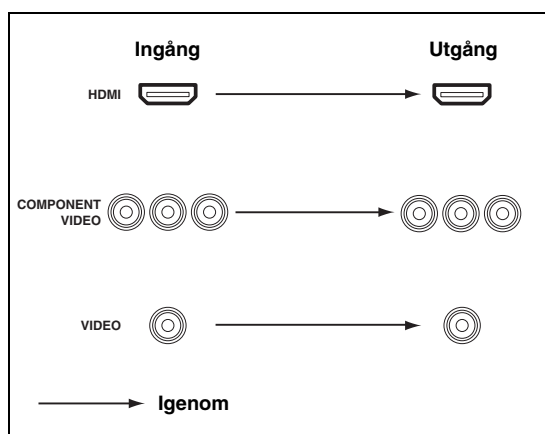 Ingång Utgång
HDMI
COMPONENT
VIDEO
VIDEO
Igenom